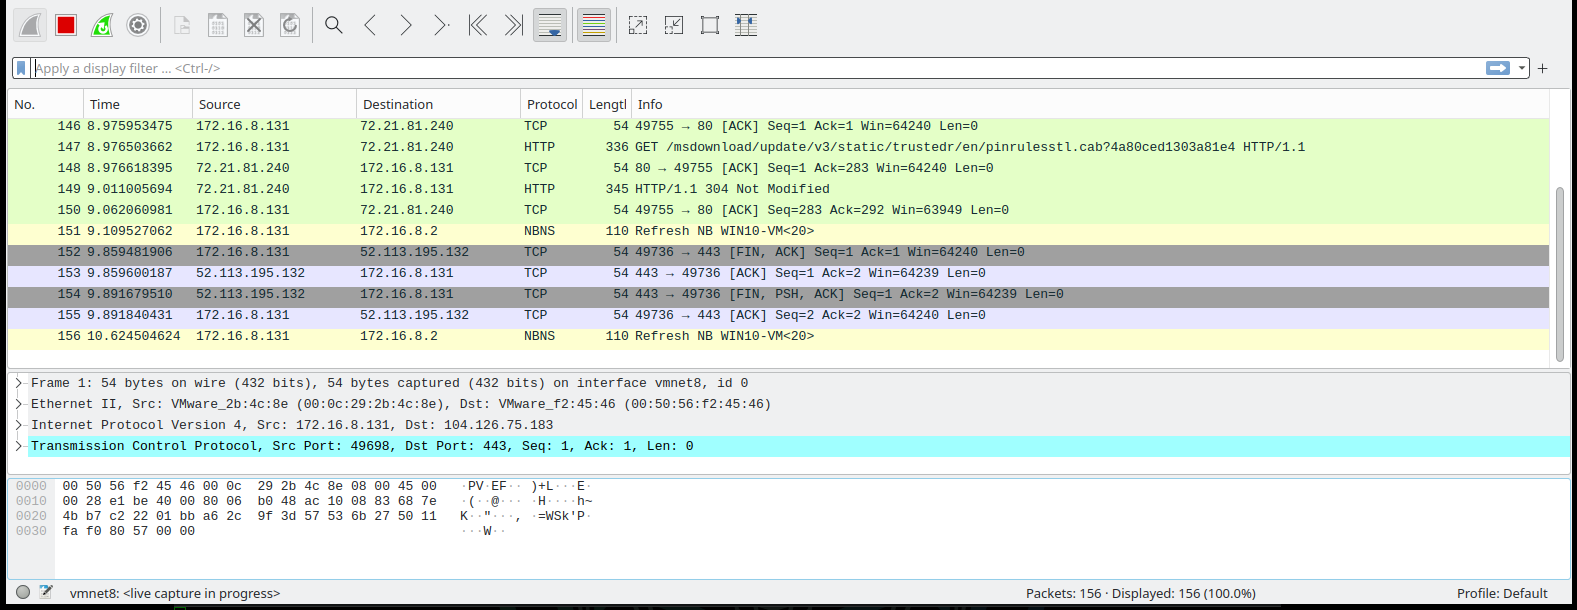 Apply a display filter ... <Ctrl-/>
No. Time Source Destination Protocol Lengtl Info
146 8.975953475 172.16.8.131 72.21.81.240 TCP 54 49755 → 80 [ACK] Seq=1 Ack=1 Win=64240 Len=0
147 8.976503662 172.16.8.131 72.21.81.240 HTTP 336 GET /msdownload/update/v3/static/trustedr/en/pinrulesstl.cab?4a80ced1303a81e4 HTTP/1.1
148 8.976618395 72.21.81.240 172.16.8.131 TCP 54 80 → 49755 [ACK] Seq=1 Ack=283 Win=64240 Len=0
149 9.011005694 72.21.81.240 172.16.8.131 HTTP 345 HTTP/1.1 304 Not Modified
150 9.062060981 172.16.8.131 72.21.81.240 TCP 54 49755 → 80 [ACK] Seq=283 Ack=292 Win=63949 Len=0
151 9.109527062 172.16.8.131 172.16.8.2 NBNS 110 Refresh NB WIN10-VM<20>
152 9.859481906 172.16.8.131 52.113.195.132 TCP 54 49736 → 443 [FIN, ACK] Seq=1 Ack=1 Win=64240 Len=0
153 9.859600187 52.113.195.132 172.16.8.131 TCP 54 443 → 49736 [ACK] Seq=1 Ack=2 Win=64239 Len=0
154 9.891679510 52.113.195.132 172.16.8.131 TCP 54 443 → 49736 [FIN, PSH, ACK] Seq=1 Ack=2 Win=64239 Len=0
155 9.891840431 172.16.8.131 52.113.195.132 TCP 54 49736 → 443 [ACK] Seq=2 Ack=2 Win=64240 Len=0
156 10.624504624 172.16.8.131 172.16.8.2 NBNS 110 Refresh NB WIN10-VM<20>
Frame 1: 54 bytes on wire (432 bits), 54 bytes captured (432 bits) on interface vmnet8, id 0
Ethernet II, Src: VMware_2b:4c:8e (00:0c:29:2b:4c:8e), Dst: VMware_f2:45:46 (00:50:56:f2:45:46)
Internet Protocol Version 4, Src: 172.16.8.131, Dst: 104.126.75.183
Transmission Control Protocol, Src Port: 49698, Dst Port: 443, Seq: 1, Ack: 1, Len: 0
0000 00 50 56 f2 45 46 00 0c 29 2b 4c 8e 08 00 45 00 ·PV·EF·· )+L···E·
0010 00 28 e1 be 40 00 80 06 b0 48 ac 10 08 83 68 7e ·(··@··· ·H····h~
0020 4b b7 c2 22 01 bb a6 2c 9f 3d 57 53 6b 27 50 11 K··"···, ·=WSk'P·
0030 fa f0 80 57 00 00 ···W··
vmnet8: <live capture in progress> Packets: 156 · Displayed: 156 (100.0%) Profile: Default